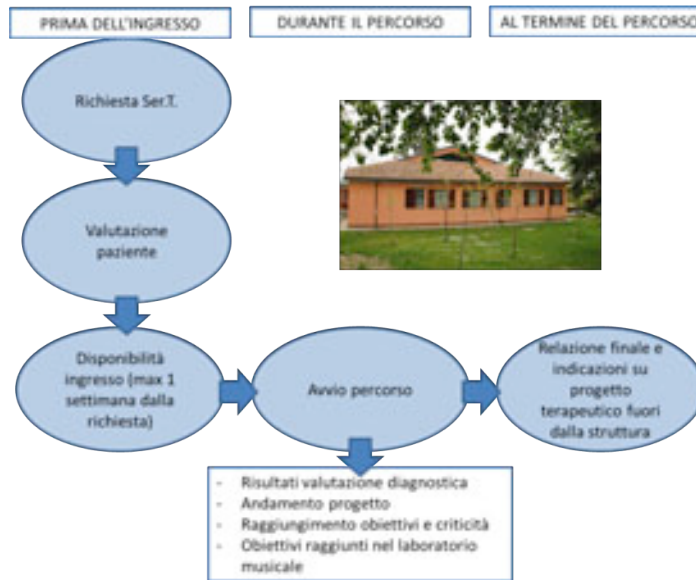 PRIMA DELL'INGRESSO
DURANTE IL PERCORSO
AL TERMINE DEL PERCORSO
Richiesta Ser.T.
Valutazione
paziente
Disponibilità
ingresso (max 1
settimana dalla
richiesta)
Avvio percorso
Relazione finale e
indicazioni su
progetto
terapeutico fuori
dalla struttura
- Risultati valutazione diagnostica
- Andamento progetto
- Raggiungimento obiettivi e criticità
- Obiettivi raggiunti nel laboratorio
musicale